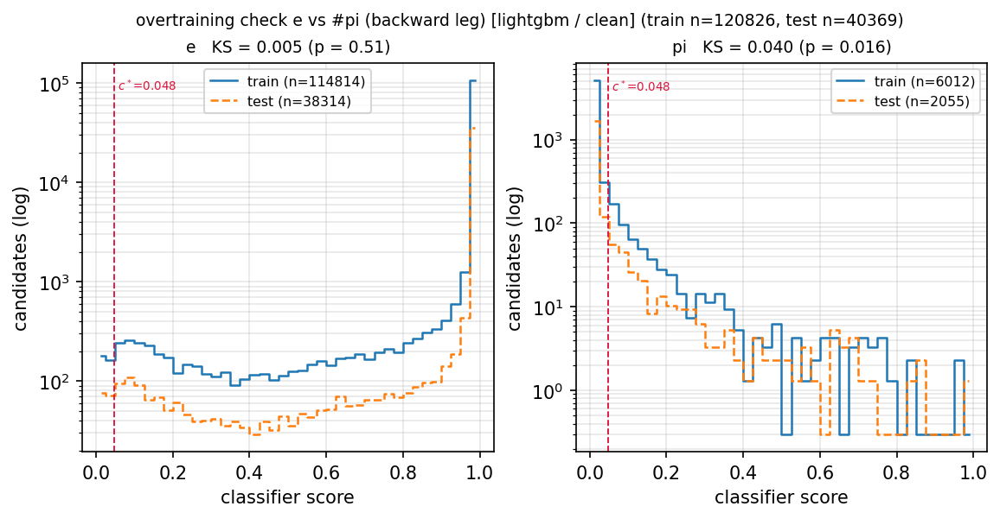 overtraining check e vs #pi (backward leg) [lightgbm / clean] (train n=120826, test n=40369)
e   KS = 0.005 (p = 0.51)
candidates (log)
10^5
10^4
10^3
10^2
c*=0.048
train (n=114814)
test (n=38314)
0.0 0.2 0.4 0.6 0.8 1.0
classifier score
pi   KS = 0.040 (p = 0.016)
candidates (log)
10^3
10^2
10^1
10^0
c*=0.048
train (n=6012)
test (n=2055)
0.0 0.2 0.4 0.6 0.8 1.0
classifier score